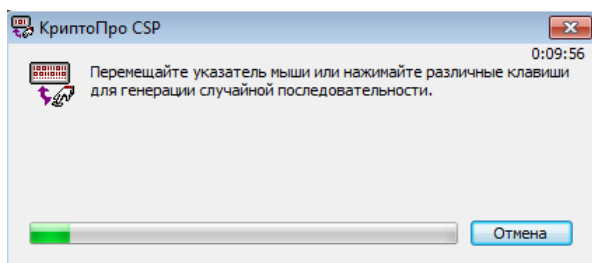 КриптоПро CSP
0:09:56
Перемещайте указатель мыши или нажимайте различные клавиши
для генерации случайной последовательности.
Отмена